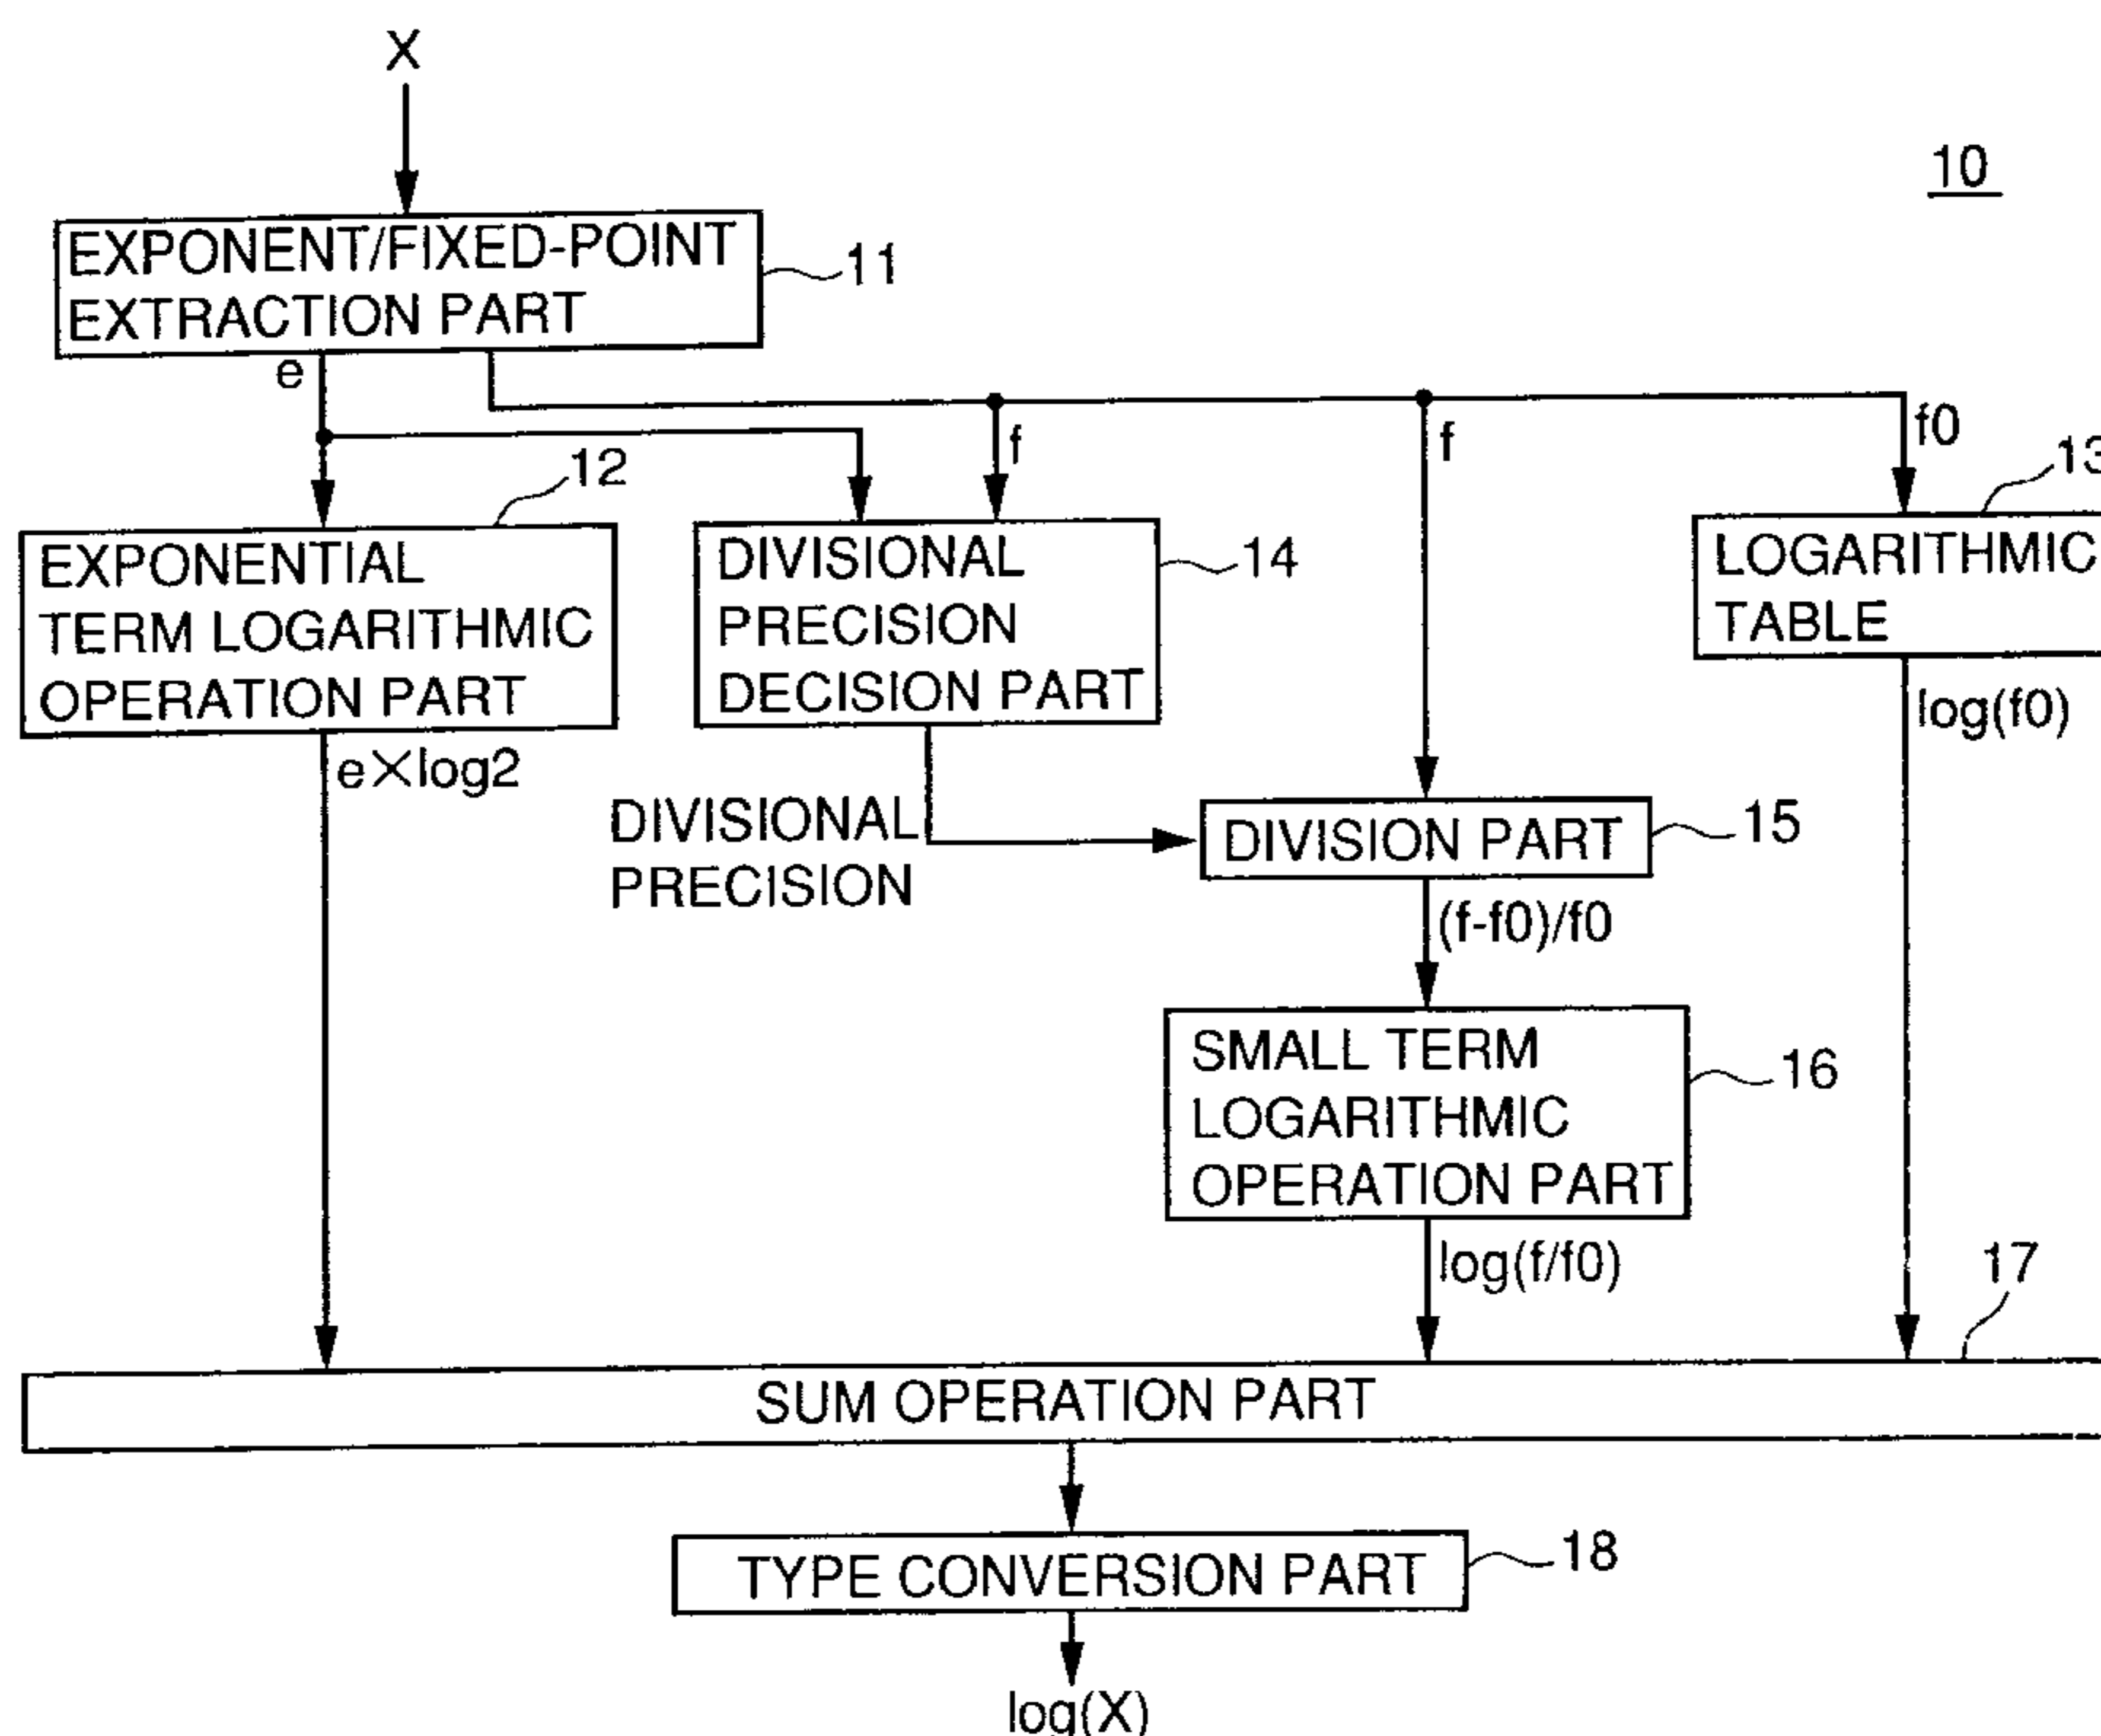 X
10
EXPONENT/FIXED-POINT
EXTRACTION PART
11
e
f
f
f0
12
13
EXPONENTIAL
TERM LOGARITHMIC
OPERATION PART
DIVISIONAL
PRECISION
DECISION PART
14
LOGARITHMIC
TABLE
e×log2
log(f0)
DIVISIONAL
PRECISION
DIVISION PART
15
(f-f0)/f0
SMALL TERM
LOGARITHMIC
OPERATION PART
16
log(f/f0)
17
SUM OPERATION PART
TYPE CONVERSION PART
18
log(X)